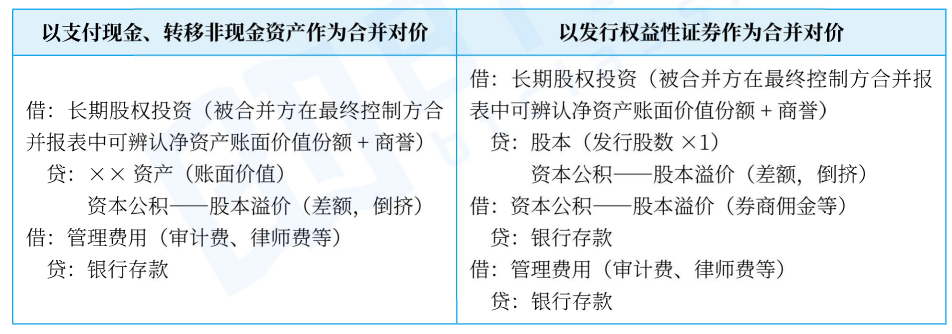 以支付现金、转移非现金资产作为合并对价
以发行权益性证券作为合并对价
借：长期股权投资（被合并方在最终控制方合
并报表中可辨认净资产账面价值份额 + 商誉）
贷：×× 资产（账面价值）
资本公积——股本溢价（差额，倒挤）
借：管理费用（审计费、律师费等）
贷：银行存款
借：长期股权投资（被合并方在最终控制方合并报
表中可辨认净资产账面价值份额 + 商誉）
贷：股本（发行股数 ×1）
资本公积——股本溢价（差额，倒挤）
借：资本公积——股本溢价（券商佣金等）
贷：银行存款
借：管理费用（审计费、律师费等）
贷：银行存款